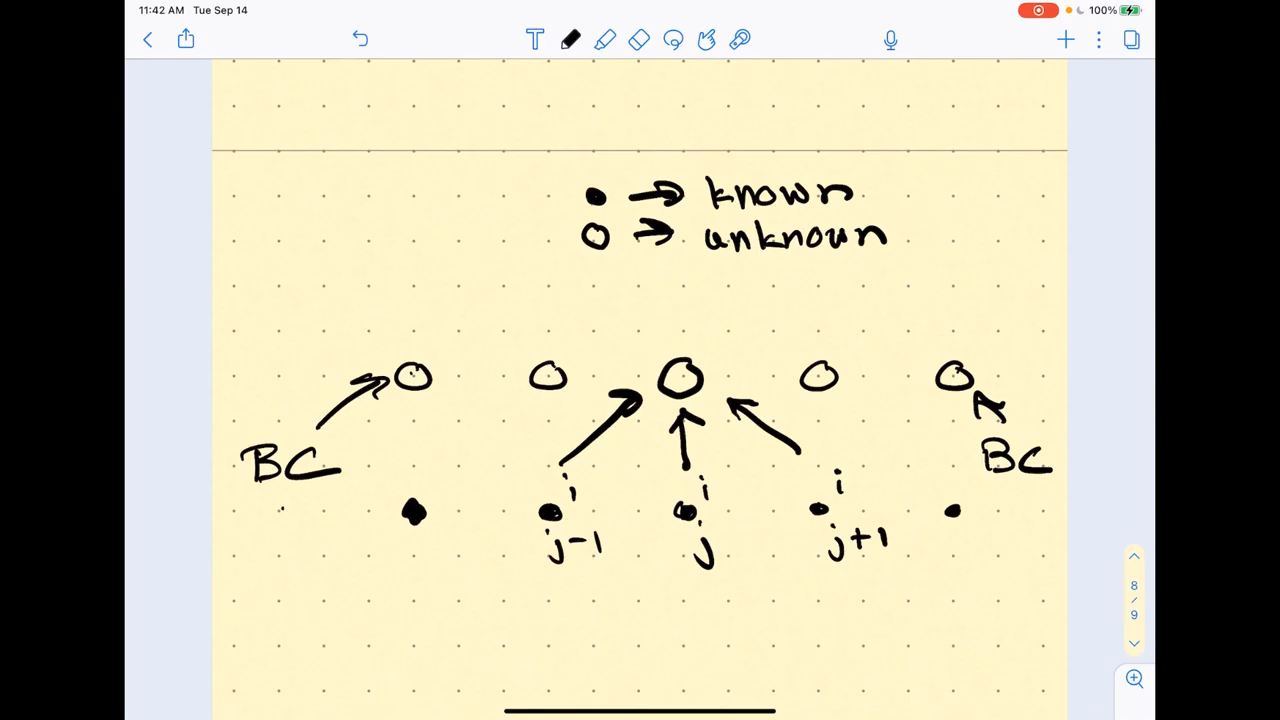 11:42 AM Tue Sep 14
100%
● → known
○ → unknown
BC
BC
i i i
j-1 j j+1
8
/
9